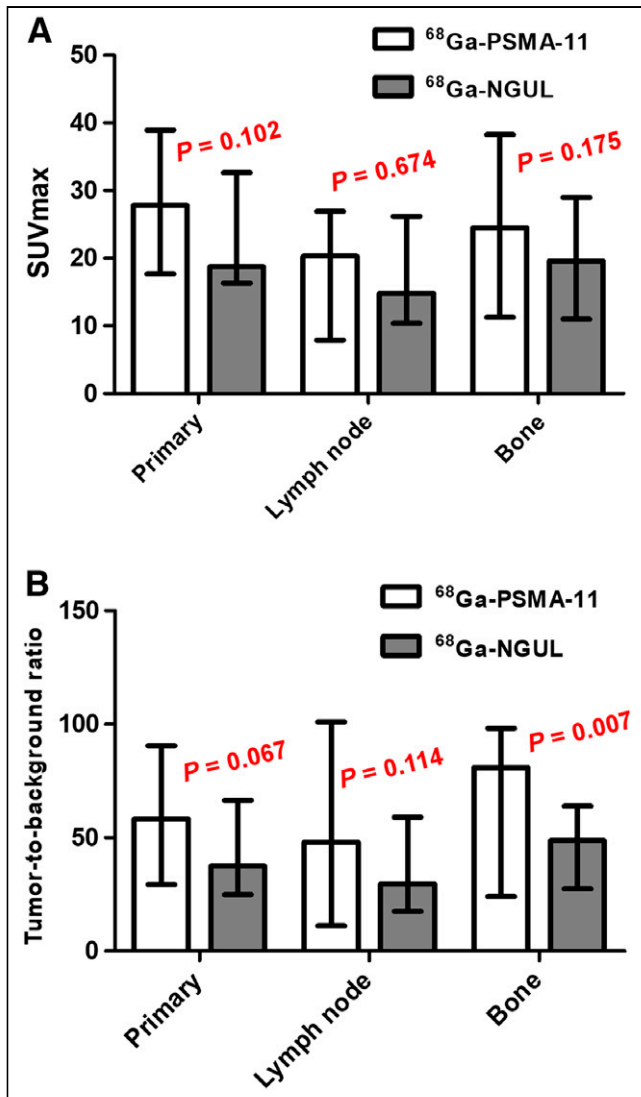 A
50
40
30
20
10
0
SUVmax
⁶⁸Ga-PSMA-11
⁶⁸Ga-NGUL
P = 0.102
P = 0.674
P = 0.175
Primary
Lymph node
Bone
B
150
100
50
0
Tumor-to-background ratio
⁶⁸Ga-PSMA-11
⁶⁸Ga-NGUL
P = 0.067
P = 0.114
P = 0.007
Primary
Lymph node
Bone